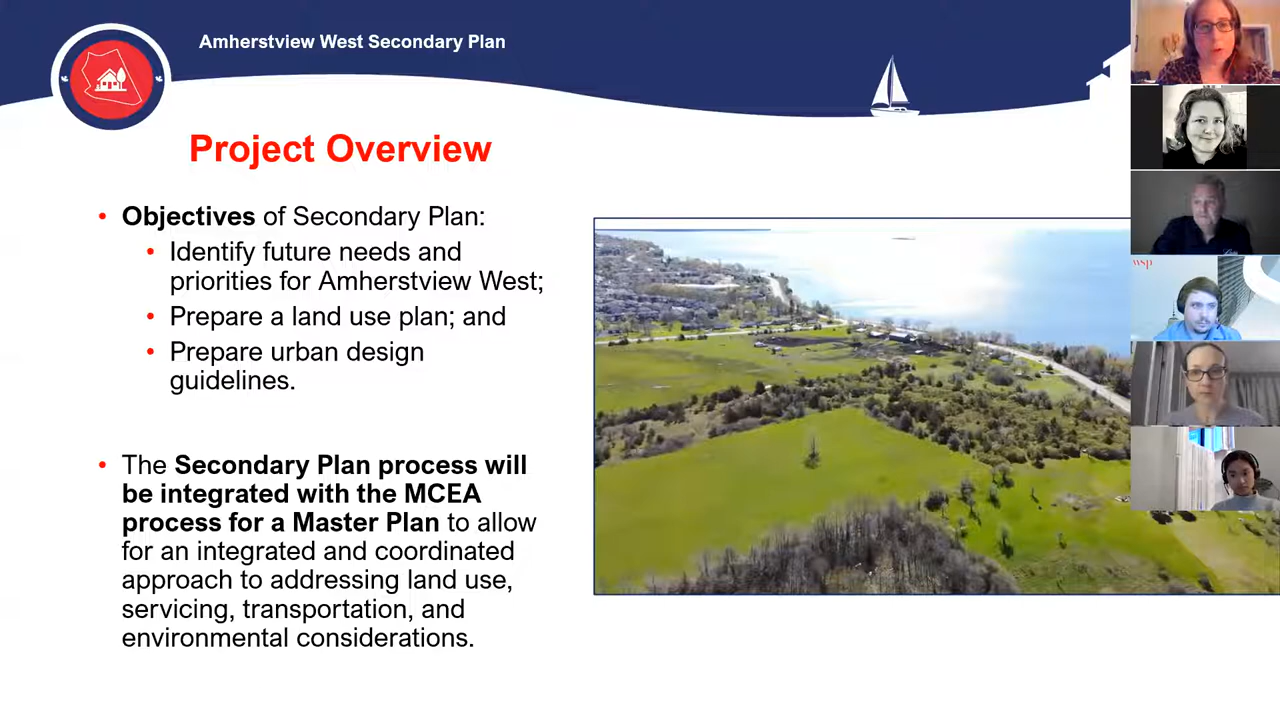 Amherstview West Secondary Plan
Project Overview
• Objectives of Secondary Plan:
• Identify future needs and
priorities for Amherstview West;
• Prepare a land use plan; and
• Prepare urban design
guidelines.
• The Secondary Plan process will
be integrated with the MCEA
process for a Master Plan to allow
for an integrated and coordinated
approach to addressing land use,
servicing, transportation, and
environmental considerations.
wsp